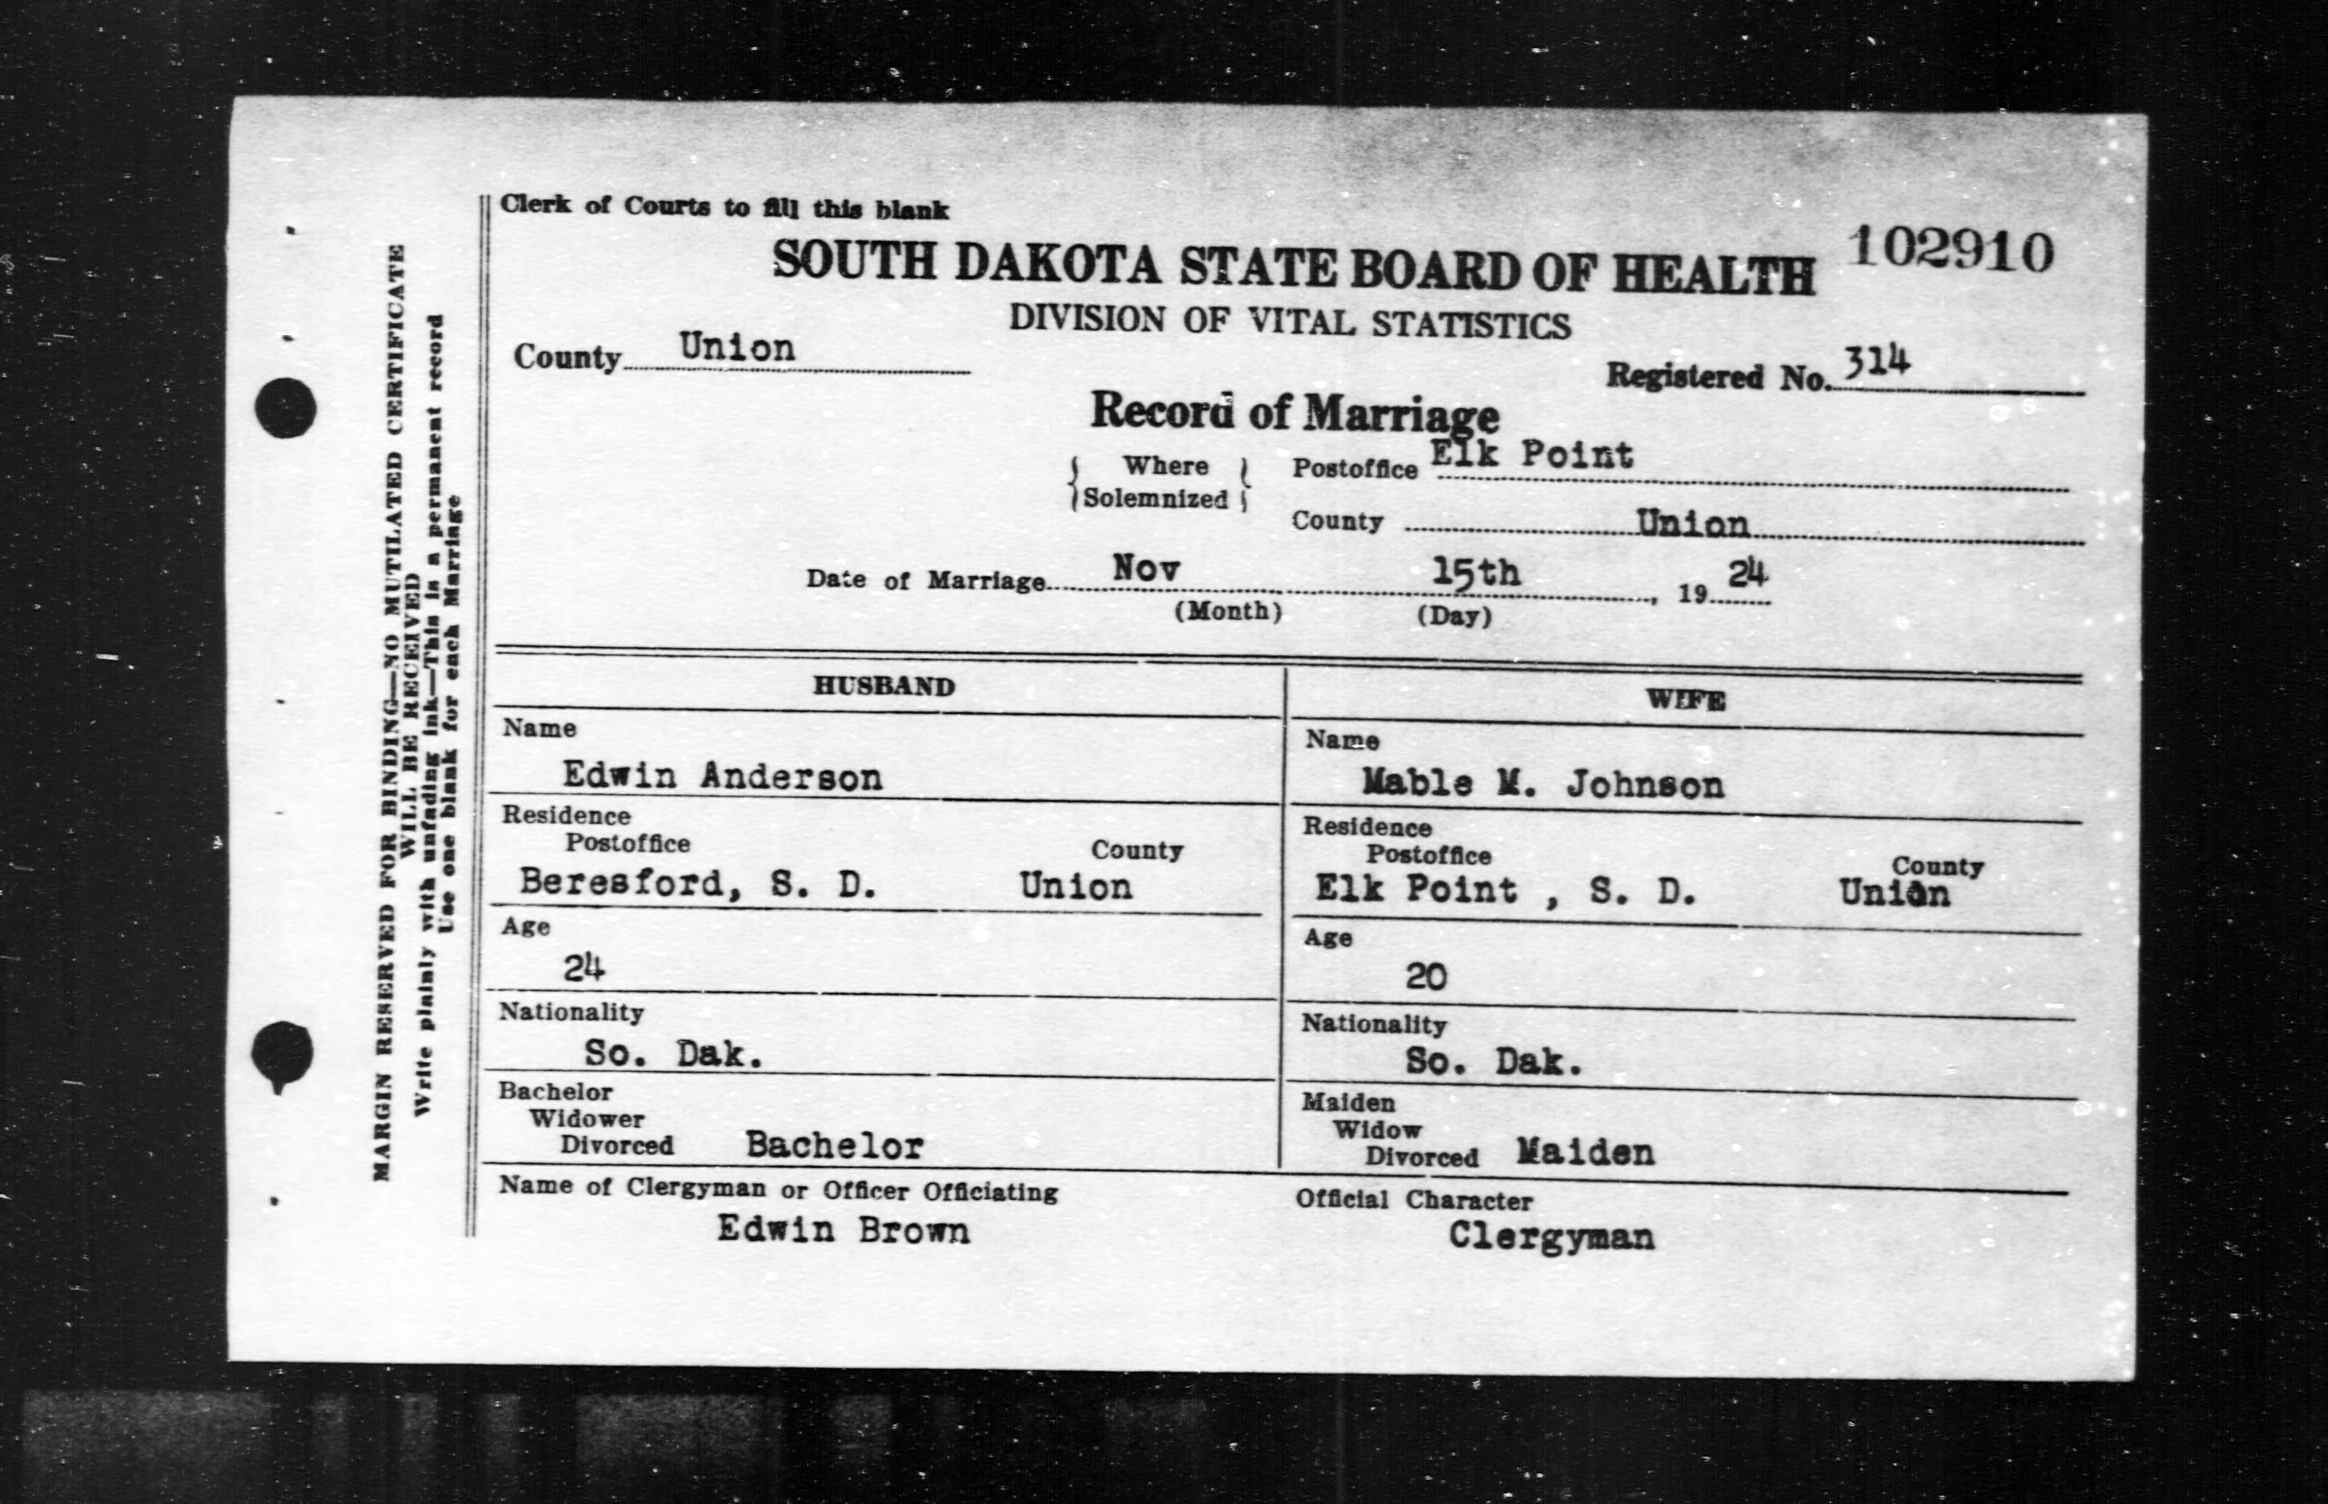 Clerk of Courts to fill this blank
102910
SOUTH DAKOTA STATE BOARD OF HEALTH
DIVISION OF VITAL STATISTICS
County Union
Registered No. 314
Record of Marriage
Where Solemnized
Postoffice Elk Point
County Union
Date of Marriage Nov 15th, 19 24
(Month) (Day)
HUSBAND WIFE
Name Name
Edwin Anderson Mable M. Johnson
Residence Residence
Postoffice County Postoffice County
Beresford, S. D. Union Elk Point , S. D. Union
Age Age
24 20
Nationality Nationality
So. Dak. So. Dak.
Bachelor Maiden
Widower Widow
Divorced Bachelor Divorced Maiden
Name of Clergyman or Officer Officiating Official Character
Edwin Brown Clergyman
MARGIN RESERVED FOR BINDING—NO MUTILATED CERTIFICATE
WILL BE RECEIVED
Write plainly with unfading ink—This is a permanent record
Use one blank for each Marriage